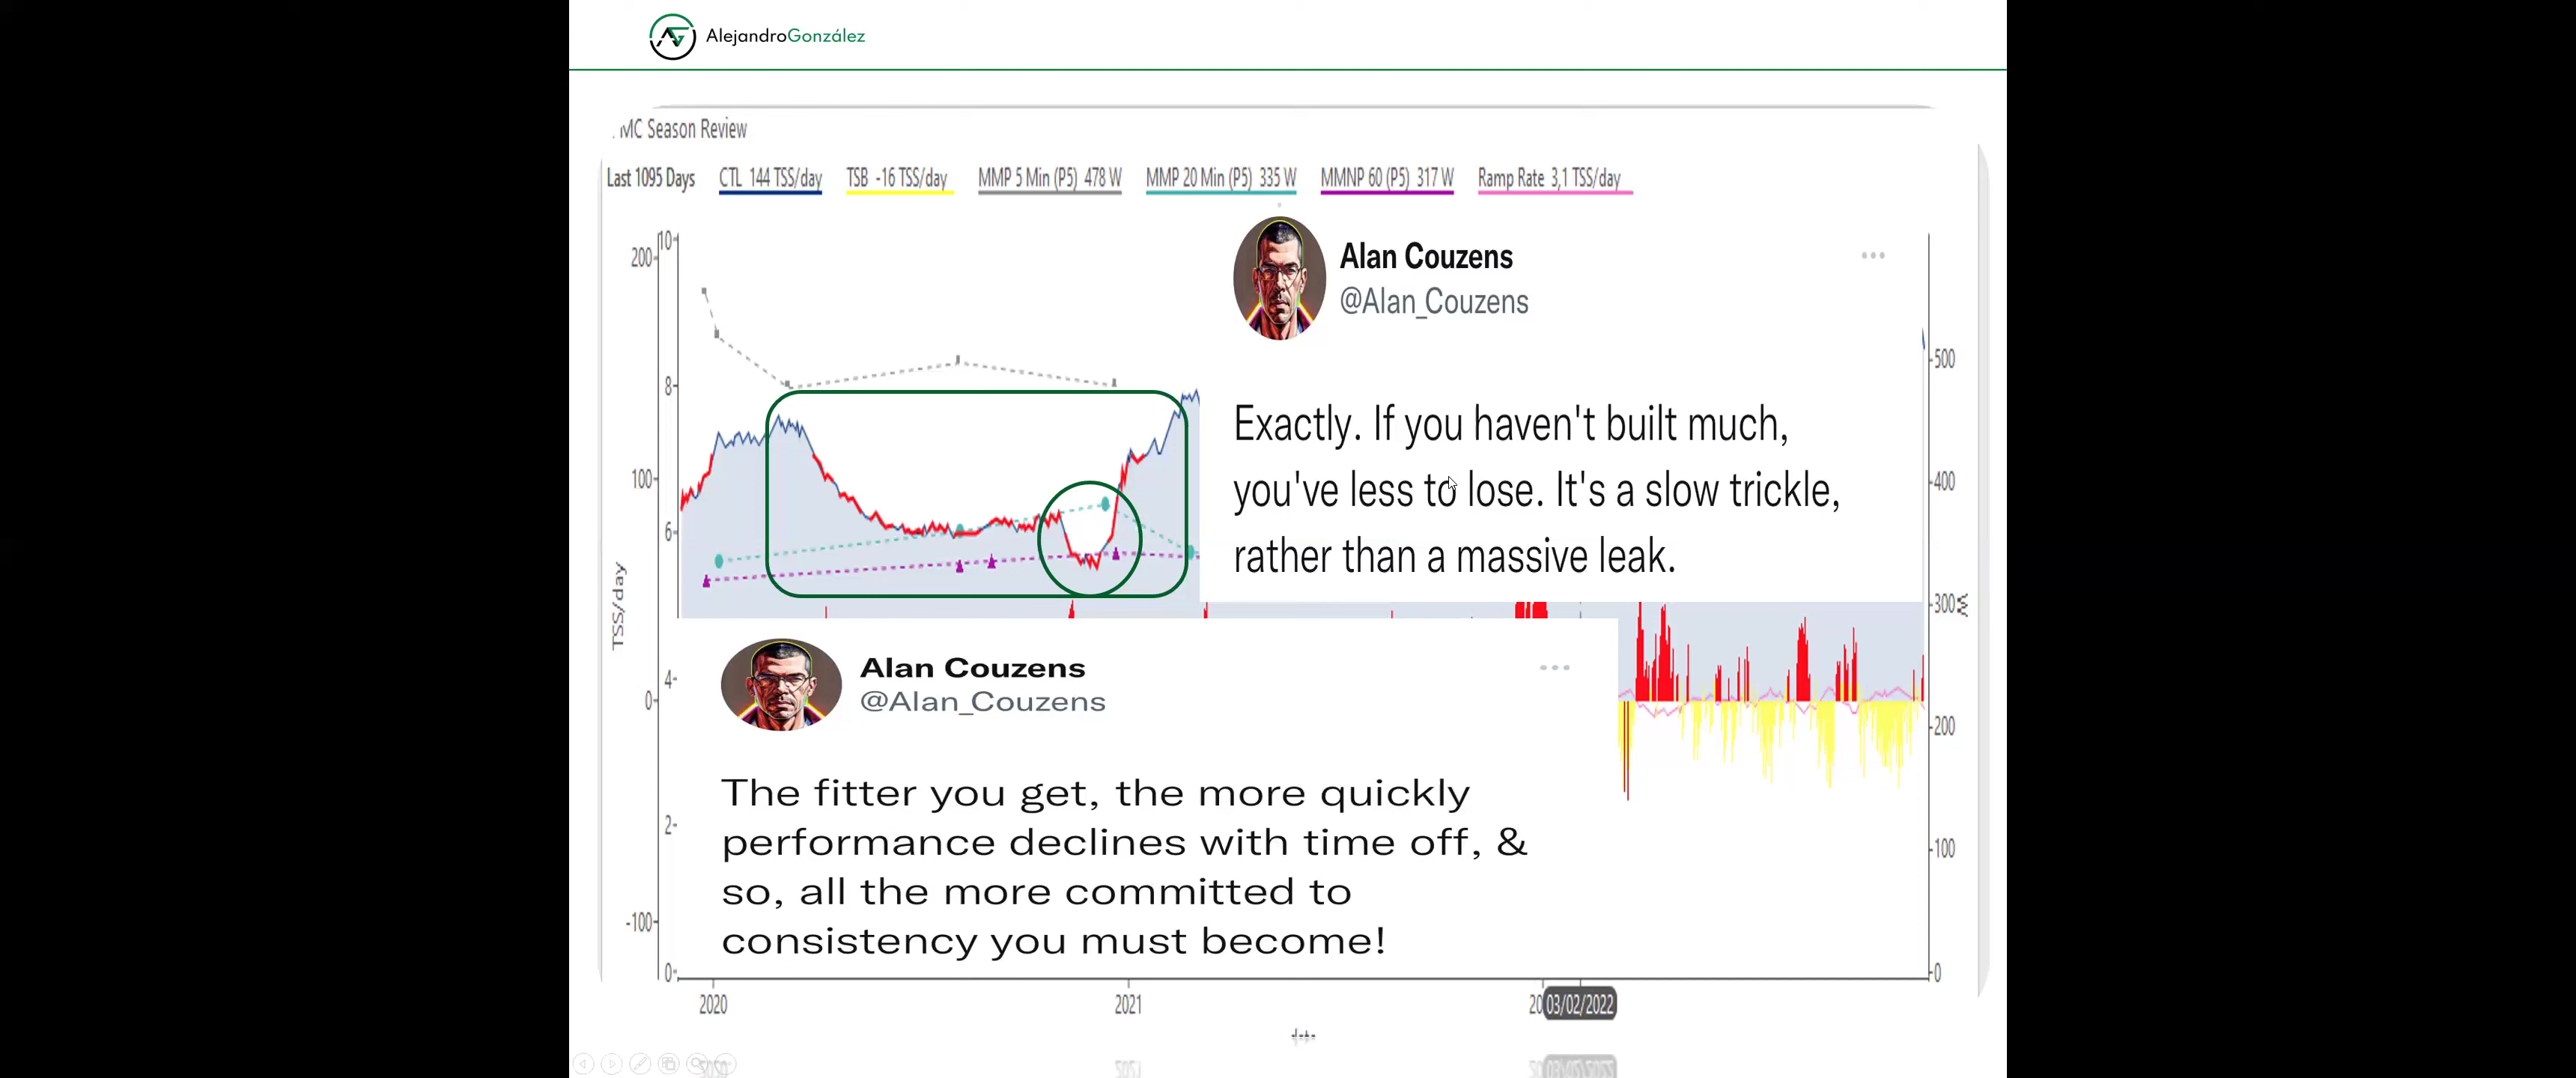 AlejandroGonzález
MC Season Review
Last 1095 Days CTL 144 TSS/day TSB -16 TSS/day MMP 5 Min (P5) 478 W MMP 20 Min (P5) 335 W MMNP 60 (P5) 317 W Ramp Rate 3,1 TSS/day
Alan Couzens
@Alan_Couzens
Exactly. If you haven't built much,
you've less to lose. It's a slow trickle,
rather than a massive leak.
Alan Couzens
@Alan_Couzens
The fitter you get, the more quickly
performance declines with time off, &
so, all the more committed to
consistency you must become!
200
100
0
-100
TSS/day
10
8
6
4
2
0
500
400
300
200
100
0
W
2020 2021 20 03/02/2022